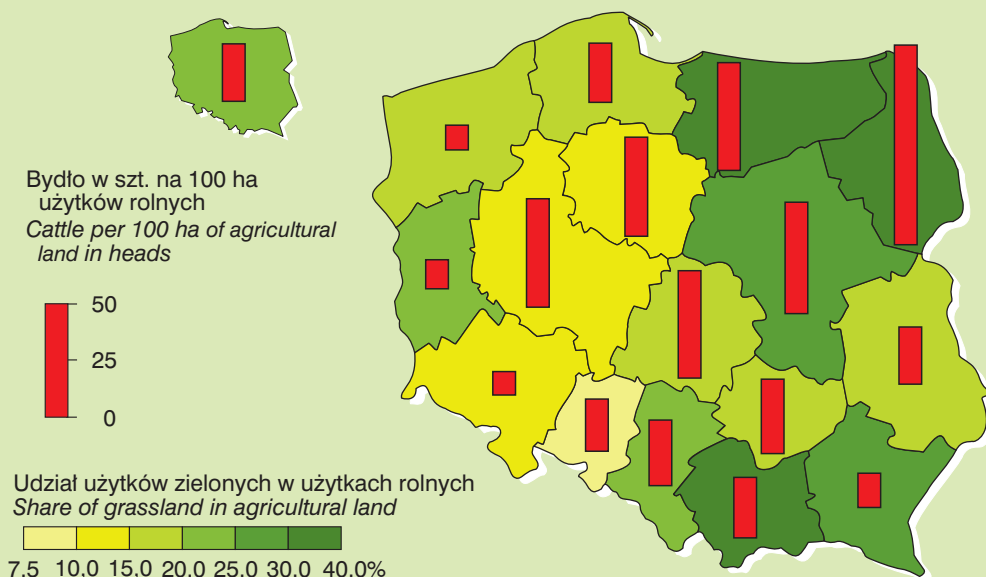 Bydło w szt. na 100 ha
użytków rolnych
Cattle per 100 ha of agricultural
land in heads
50
25
0
Udział użytków zielonych w użytkach rolnych
Share of grassland in agricultural land
7,5 10,0 15,0 20,0 25,0 30,0 40,0%